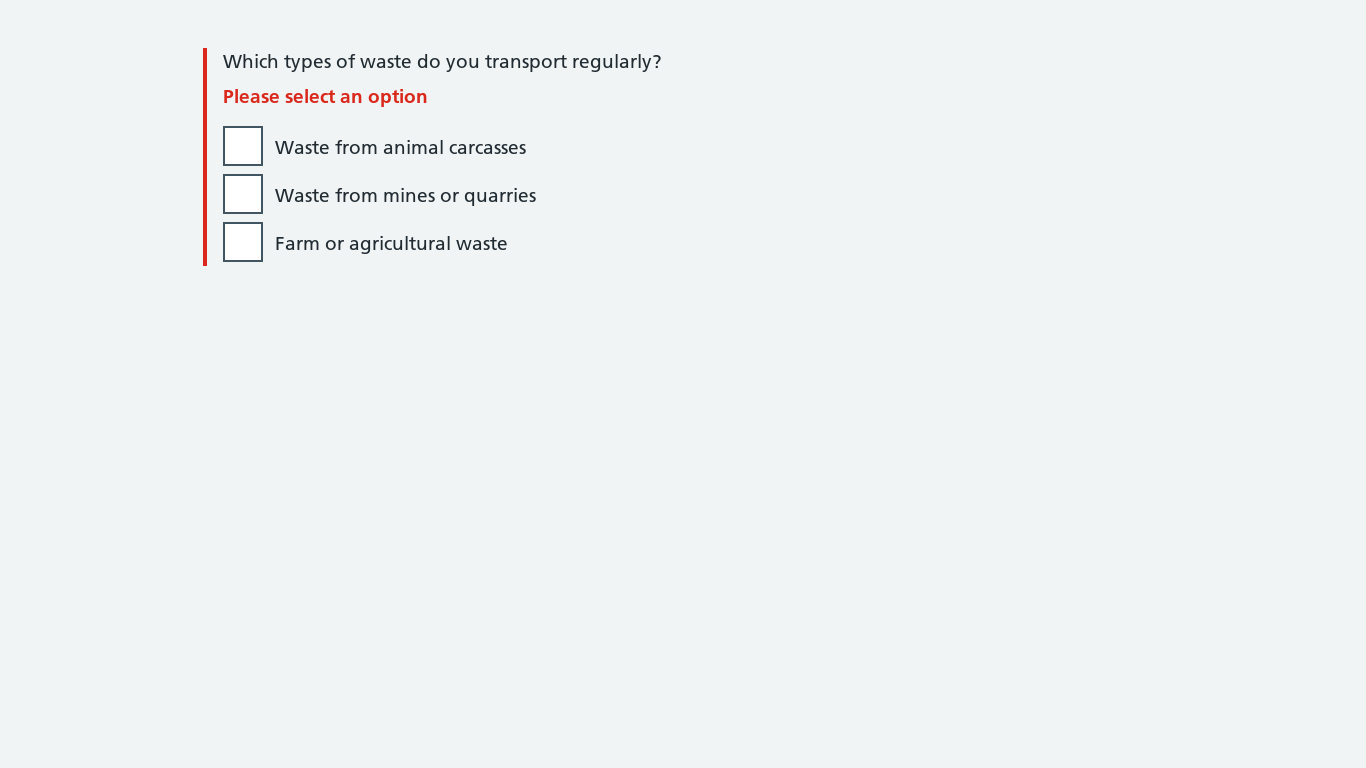 Which types of waste do you transport regularly?
Please select an option
Waste from animal carcasses
Waste from mines or quarries
Farm or agricultural waste